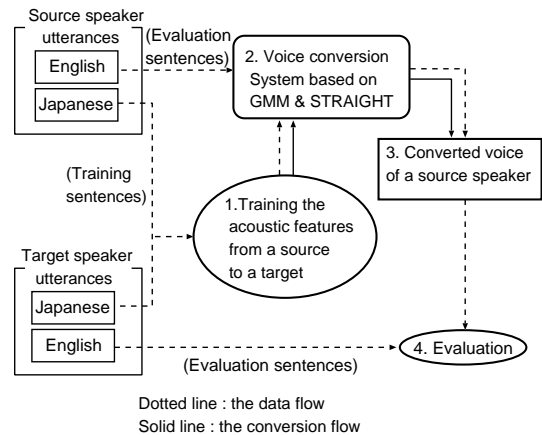 Source speaker
utterances
(Evaluation
sentences)
English
Japanese
2. Voice conversion
System based on
GMM & STRAIGHT
3. Converted voice
of a source speaker
(Training
sentences)
1.Training the
acoustic features
from a source
to a target
Target speaker
utterances
Japanese
English
(Evaluation sentences)
4. Evaluation
Dotted line : the data flow
Solid line : the conversion flow